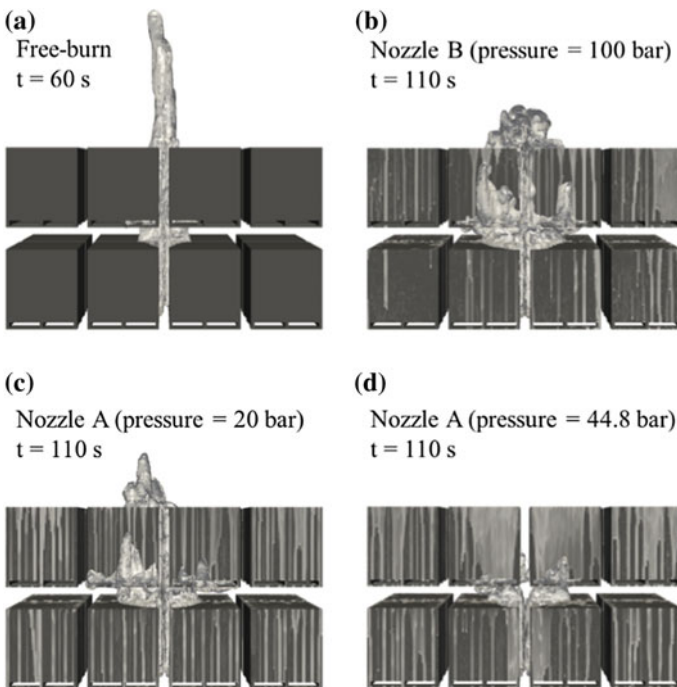 (a)
Free-burn
t = 60 s
(b)
Nozzle B (pressure = 100 bar)
t = 110 s
(c)
Nozzle A (pressure = 20 bar)
t = 110 s
(d)
Nozzle A (pressure = 44.8 bar)
t = 110 s